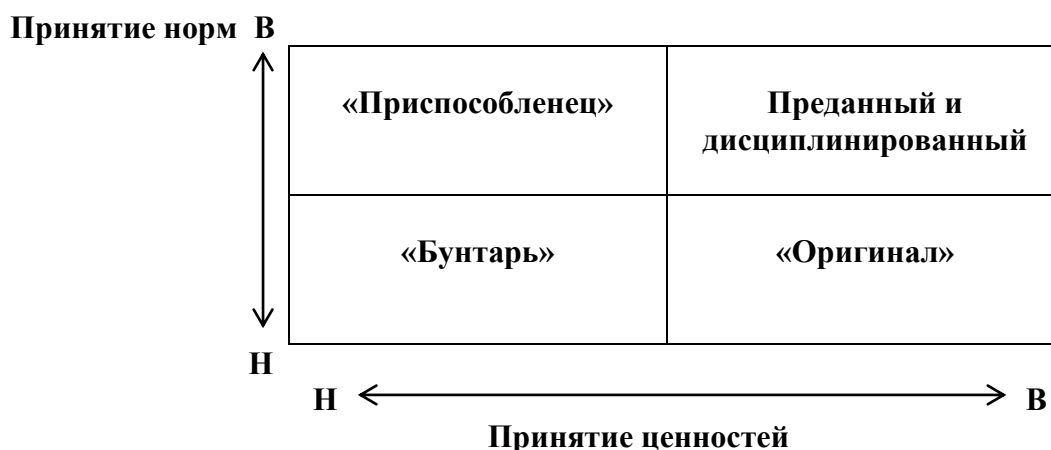 Принятие норм В
«Приспособленец»
Преданный и
дисциплинированный
«Бунтарь»
«Оригинал»
Н
Н
В
Принятие ценностей